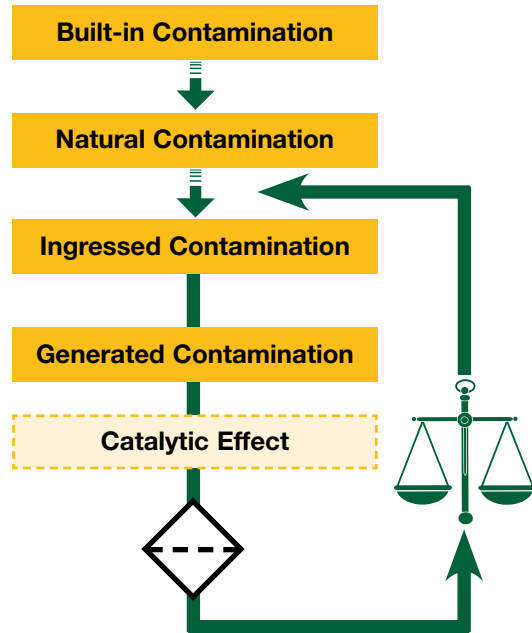 Built-in Contamination
Natural Contamination
Ingressed Contamination
Generated Contamination
Catalytic Effect